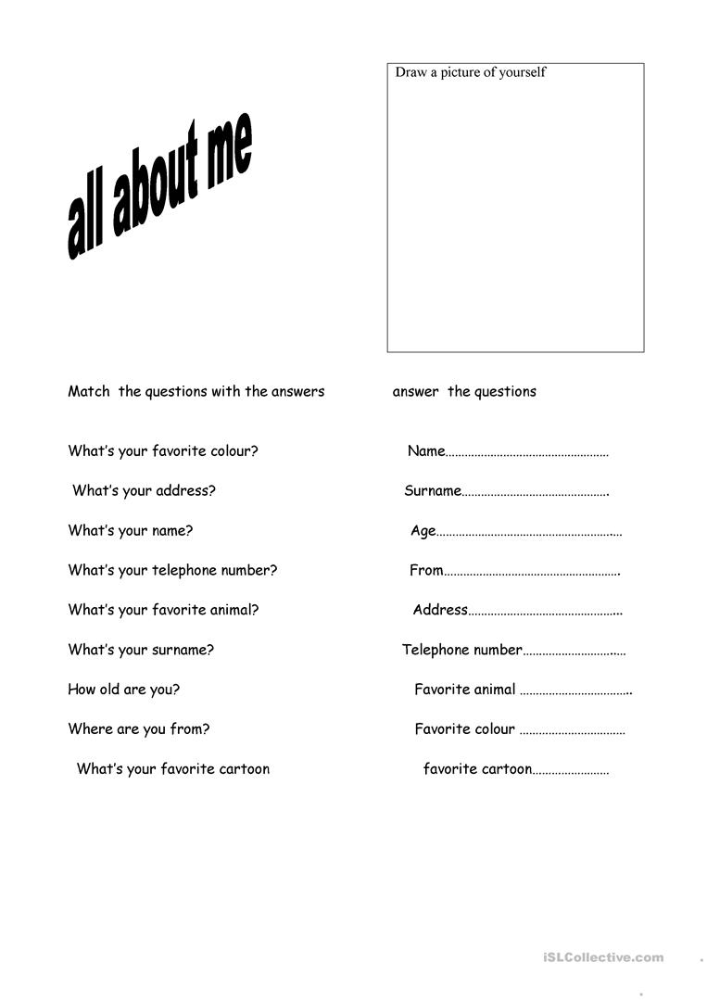 Draw a picture of yourself
all about me
Match  the questions with the answers
answer  the questions
What's your favorite colour?
Name……………………………………………
What's your address?
Surname……………………………………….
What's your name?
Age…………………………………………………..…
What's your telephone number?
From……………………………………………….
What's your favorite animal?
Address………………………………………...
What's your surname?
Telephone number………………………..…
How old are you?
Favorite animal ……………………………..
Where are you from?
Favorite colour ……………………………
What's your favorite cartoon
favorite cartoon……………………
iSLCollective.com